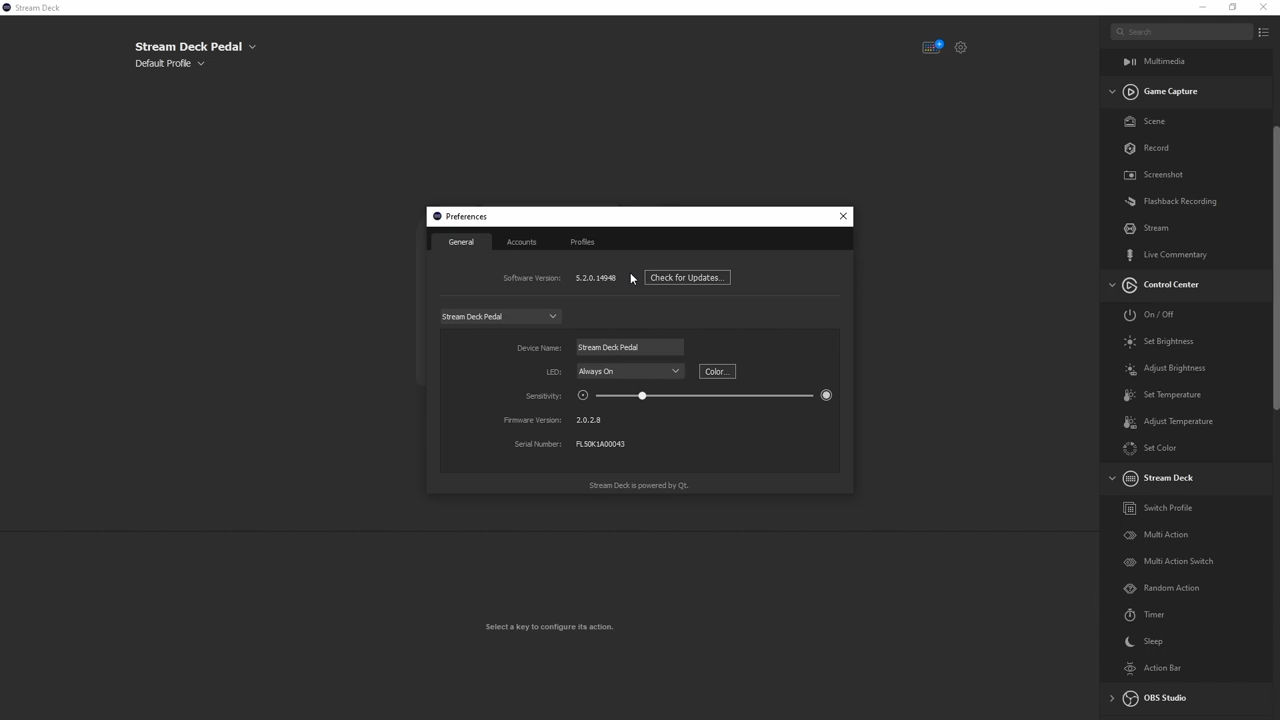 Stream Deck
Stream Deck Pedal
Default Profile
Search
Multimedia
Game Capture
Scene
Record
Screenshot
Flashback Recording
Stream
Live Commentary
Control Center
On / Off
Set Brightness
Adjust Brightness
Set Temperature
Adjust Temperature
Set Color
Stream Deck
Switch Profile
Multi Action
Multi Action Switch
Random Action
Timer
Sleep
Action Bar
OBS Studio
Preferences
General Accounts Profiles
Software Version: 5.2.0.14948 Check for Updates...
Stream Deck Pedal
Device Name: Stream Deck Pedal
LED: Always On Color...
Sensitivity:
Firmware Version: 2.0.2.8
Serial Number: FL50K1A00043
Stream Deck is powered by Qt.
Select a key to configure its action.